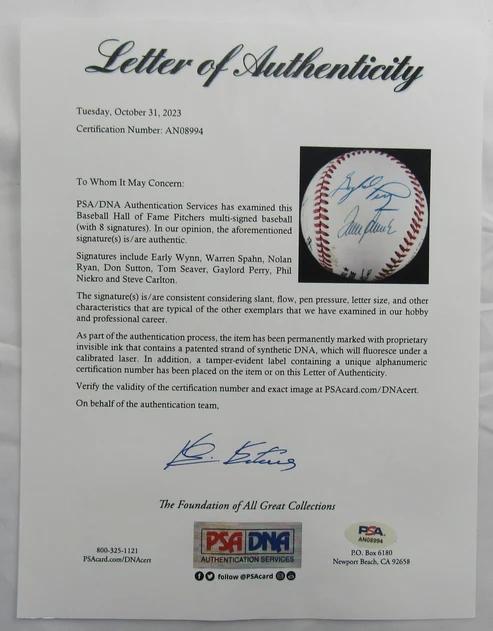 Letter of Authenticity
Tuesday, October 31, 2023
Certification Number: AN08994
To Whom It May Concern:
PSA/DNA Authentication Services has examined this
Baseball Hall of Fame Pitchers multi-signed baseball
(with 8 signatures). In our opinion, the aforementioned
signature(s) is/are authentic.
Signatures include Early Wynn, Warren Spahn, Nolan
Ryan, Don Sutton, Tom Seaver, Gaylord Perry, Phil
Niekro and Steve Carlton.
Gaylord Perry
Tom Seaver
The signature(s) is/are consistent considering slant, flow, pen pressure, letter size, and other
characteristics that are typical of the other exemplars that we have examined in our hobby
and professional career.
As part of the authentication process, the item has been permanently marked with proprietary
invisible ink that contains a patented strand of synthetic DNA, which will fluoresce under a
calibrated laser. In addition, a tamper-evident label containing a unique alphanumeric
certification number has been placed on the item or on this Letter of Authenticity.
Verify the validity of the certification number and exact image at PSAcard.com/DNAcert.
On behalf of the authentication team,
The Foundation of All Great Collections
800-325-1121
PSAcard.com/DNAcert
PSA DNA
AUTHENTICATION SERVICES
follow @PSAcard
PSA
AN08994
P.O. Box 6180
Newport Beach, CA 92658